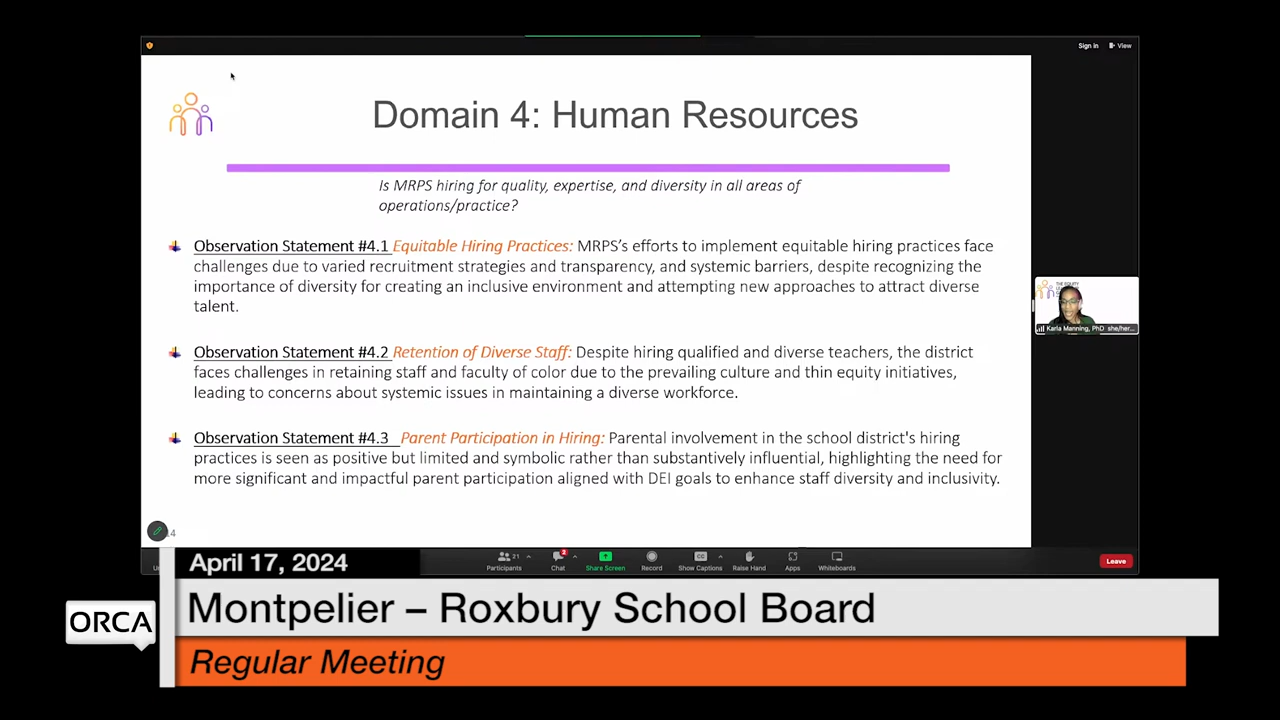 Sign in
View
Domain 4: Human Resources
Is MRPS hiring for quality, expertise, and diversity in all areas of
operations/practice?
Observation Statement #4.1 Equitable Hiring Practices: MRPS's efforts to implement equitable hiring practices face
challenges due to varied recruitment strategies and transparency, and systemic barriers, despite recognizing the
importance of diversity for creating an inclusive environment and attempting new approaches to attract diverse
talent.
Observation Statement #4.2 Retention of Diverse Staff: Despite hiring qualified and diverse teachers, the district
faces challenges in retaining staff and faculty of color due to the prevailing culture and thin equity initiatives,
leading to concerns about systemic issues in maintaining a diverse workforce.
Observation Statement #4.3 Parent Participation in Hiring: Parental involvement in the school district's hiring
practices is seen as positive but limited and symbolic rather than substantively influential, highlighting the need for
more significant and impactful parent participation aligned with DEI goals to enhance staff diversity and inclusivity.
Karla Manning, PhD she/her...
21
2
CC
Participants
Chat
Share Screen
Record
Show Captions
Raise Hand
Apps
Whiteboards
Leave
April 17, 2024
ORCA
Montpelier – Roxbury School Board
Regular Meeting